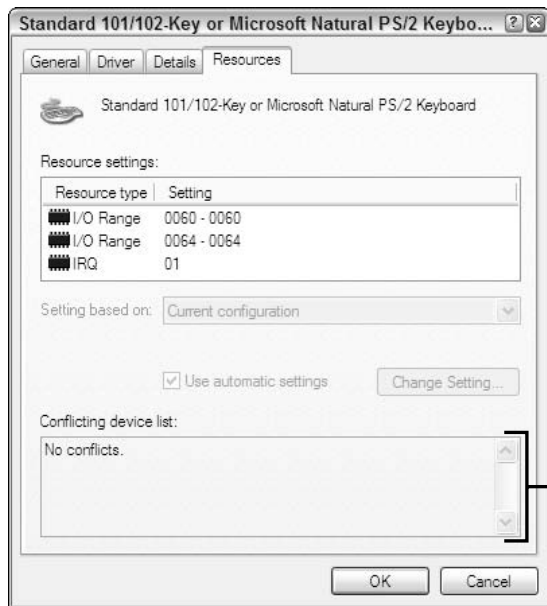 Standard 101/102-Key or Microsoft Natural PS/2 Keybo...
General Driver Details Resources
Standard 101/102-Key or Microsoft Natural PS/2 Keyboard
Resource settings:
Resource type Setting
I/O Range 0060 - 0060
I/O Range 0064 - 0064
IRQ 01
Setting based on: Current configuration
Use automatic settings Change Setting...
Conflicting device list:
No conflicts.
OK Cancel